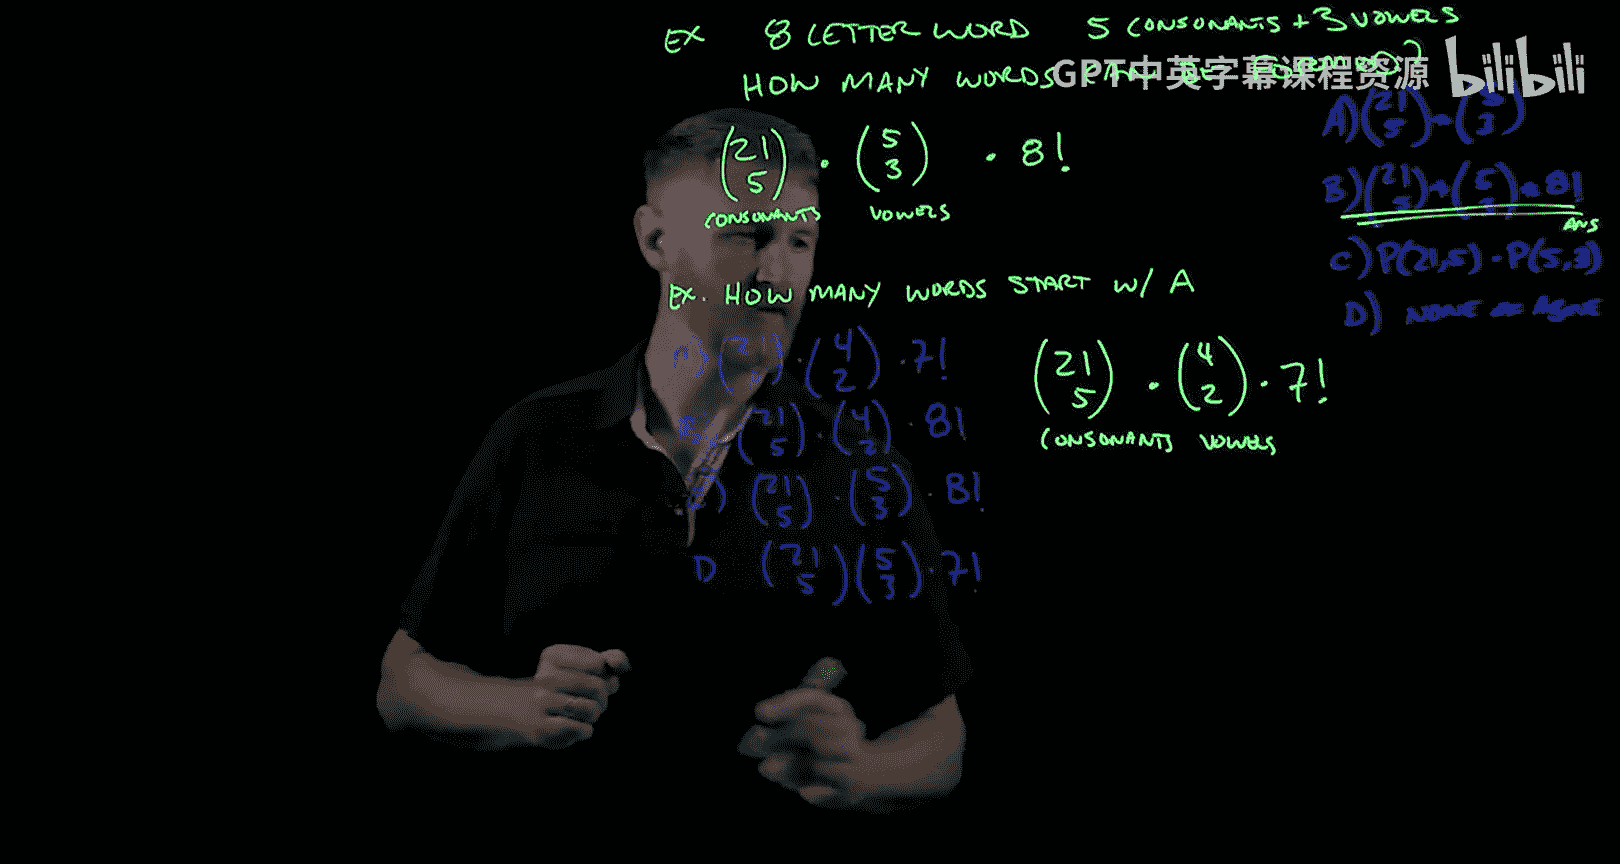 EX 8 LETTER WORD 5 CONSONANTS + 3 VOWELS
HOW MANY WORDS CAN BE FORMED?
GPT中英字幕课程资源 bilibili
(21 5) · (5 3) · 8!
CONSONANTS VOWELS
A) (21 5) · (5 3)
B) (21 5) · (5 3) · 8!
ANS
C) P(21,5) · P(5,3)
D) NONE OF ABOVE
EX. HOW MANY WORDS START W/ A
(21 5) · (4 2) · 7!
CONSONANTS VOWELS
A) (21 5) · (4 2) · 7!
(21 5) · (4 2) · 8!
) (21 5) · (5 3) · 8!
D (21 5)(5 3) · 7!